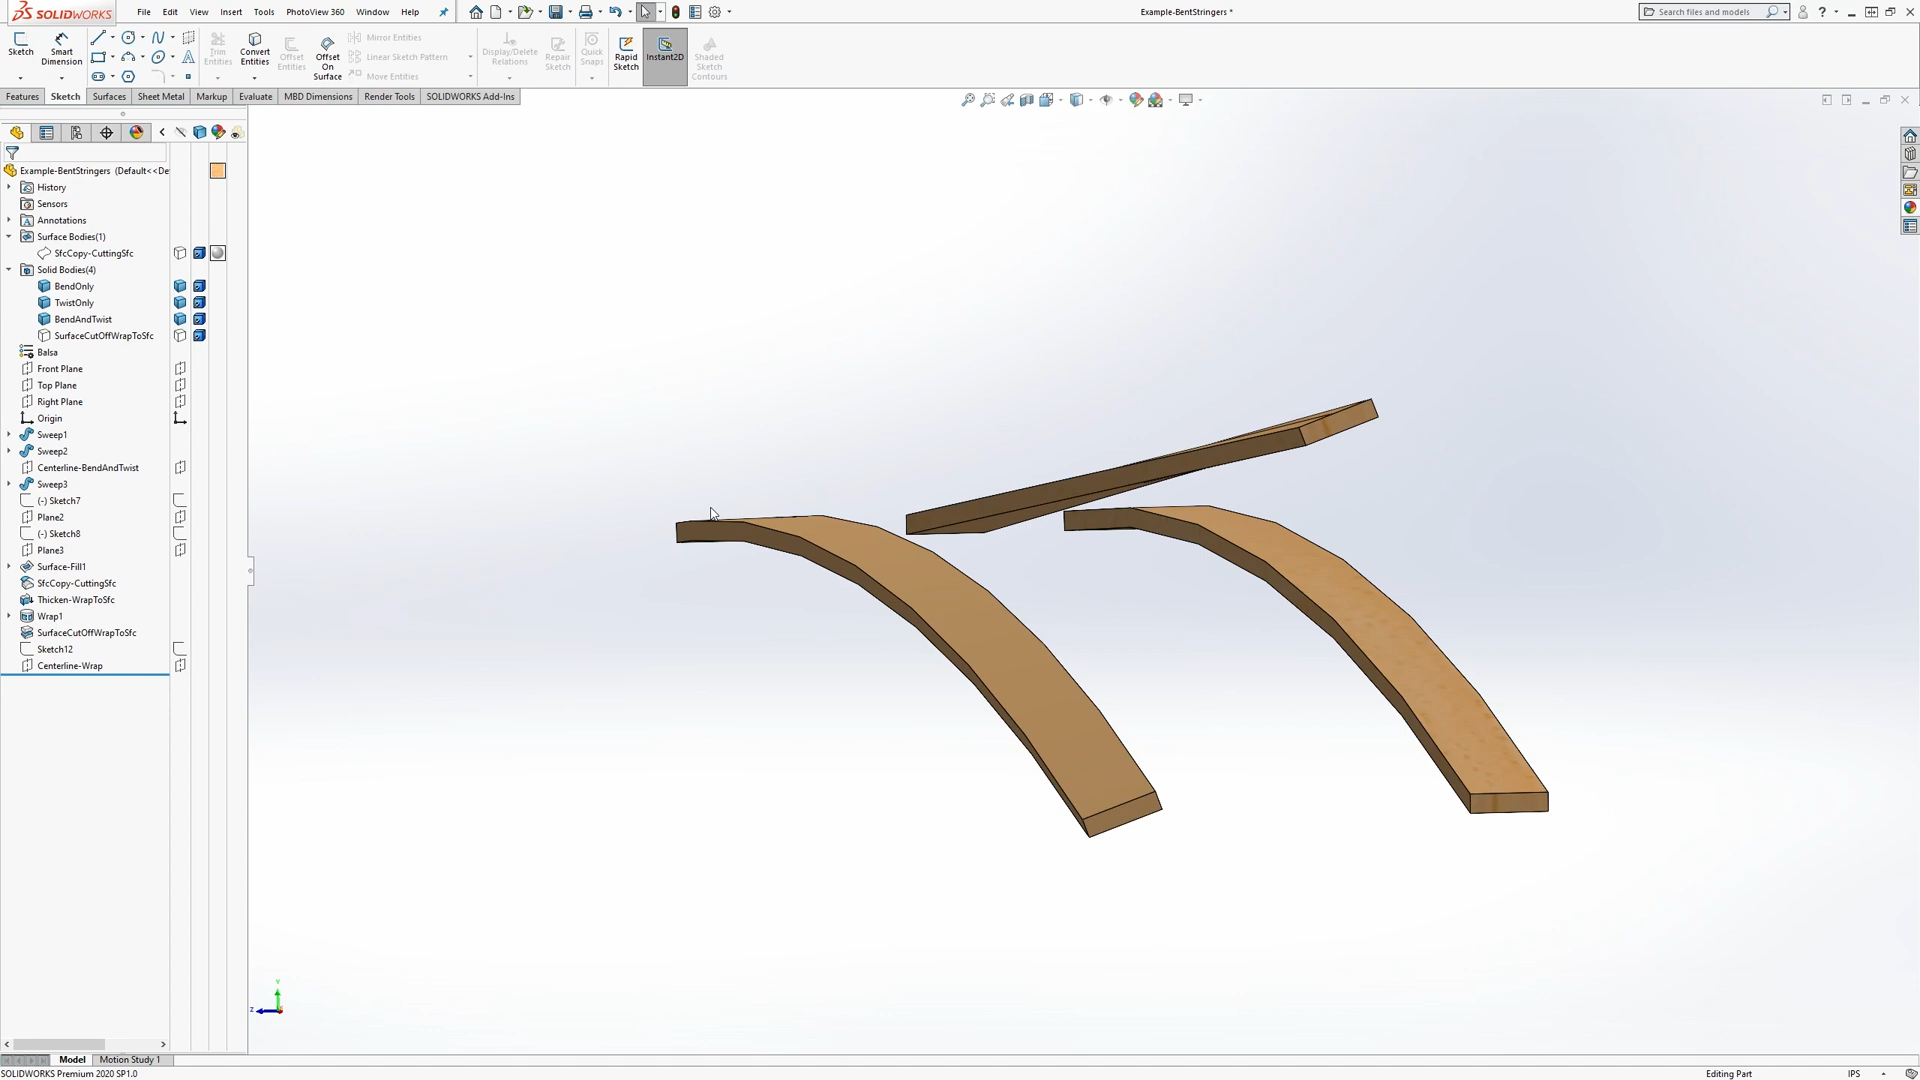 SOLIDWORKS File Edit View Insert Tools PhotoView 360 Window Help Example-BentStringers * Search files and models
Sketch Smart Dimension Trim Entities Convert Entities Offset Entities Offset On Surface Mirror Entities Linear Sketch Pattern Move Entities Display/Delete Relations Repair Sketch Quick Snaps Rapid Sketch Instant2D Shaded Sketch Contours
Features Sketch Surfaces Sheet Metal Markup Evaluate MBD Dimensions Render Tools SOLIDWORKS Add-Ins
Example-BentStringers (Default<<De
History
Sensors
Annotations
Surface Bodies(1)
SfcCopy-CuttingSfc
Solid Bodies(4)
BendOnly
TwistOnly
BendAndTwist
SurfaceCutOffWrapToSfc
Balsa
Front Plane
Top Plane
Right Plane
Origin
Sweep1
Sweep2
Centerline-BendAndTwist
Sweep3
(-) Sketch7
Plane2
(-) Sketch8
Plane3
Surface-Fill1
SfcCopy-CuttingSfc
Thicken-WrapToSfc
Wrap1
SurfaceCutOffWrapToSfc
Sketch12
Centerline-Wrap
Y
Z
Model Motion Study 1
SOLIDWORKS Premium 2020 SP1.0 Editing Part IPS